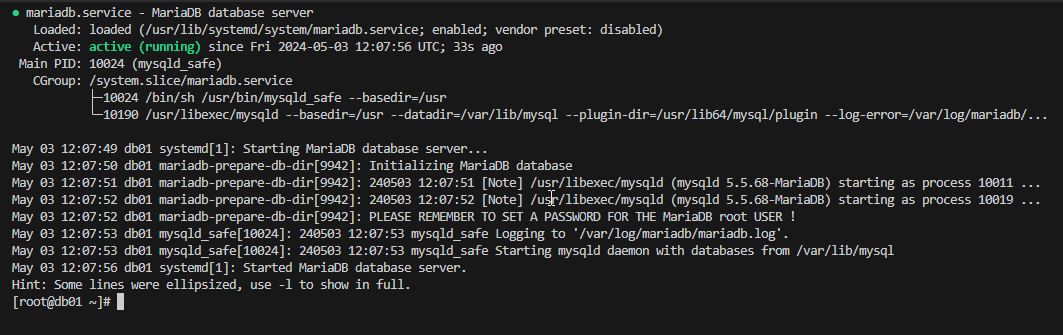 ● mariadb.service - MariaDB database server
   Loaded: loaded (/usr/lib/systemd/system/mariadb.service; enabled; vendor preset: disabled)
   Active: active (running) since Fri 2024-05-03 12:07:56 UTC; 33s ago
 Main PID: 10024 (mysqld_safe)
   CGroup: /system.slice/mariadb.service
           ├─10024 /bin/sh /usr/bin/mysqld_safe --basedir=/usr
           └─10190 /usr/libexec/mysqld --basedir=/usr --datadir=/var/lib/mysql --plugin-dir=/usr/lib64/mysql/plugin --log-error=/var/log/mariadb/...

May 03 12:07:49 db01 systemd[1]: Starting MariaDB database server...
May 03 12:07:50 db01 mariadb-prepare-db-dir[9942]: Initializing MariaDB database
May 03 12:07:51 db01 mariadb-prepare-db-dir[9942]: 240503 12:07:51 [Note] /usr/libexec/mysqld (mysqld 5.5.68-MariaDB) starting as process 10011 ...
May 03 12:07:52 db01 mariadb-prepare-db-dir[9942]: 240503 12:07:52 [Note] /usr/libexec/mysqld (mysqld 5.5.68-MariaDB) starting as process 10019 ...
May 03 12:07:52 db01 mariadb-prepare-db-dir[9942]: PLEASE REMEMBER TO SET A PASSWORD FOR THE MariaDB root USER !
May 03 12:07:53 db01 mysqld_safe[10024]: 240503 12:07:53 mysqld_safe Logging to '/var/log/mariadb/mariadb.log'.
May 03 12:07:53 db01 mysqld_safe[10024]: 240503 12:07:53 mysqld_safe Starting mysqld daemon with databases from /var/lib/mysql
May 03 12:07:56 db01 systemd[1]: Started MariaDB database server.
Hint: Some lines were ellipsized, use -l to show in full.
[root@db01 ~]#